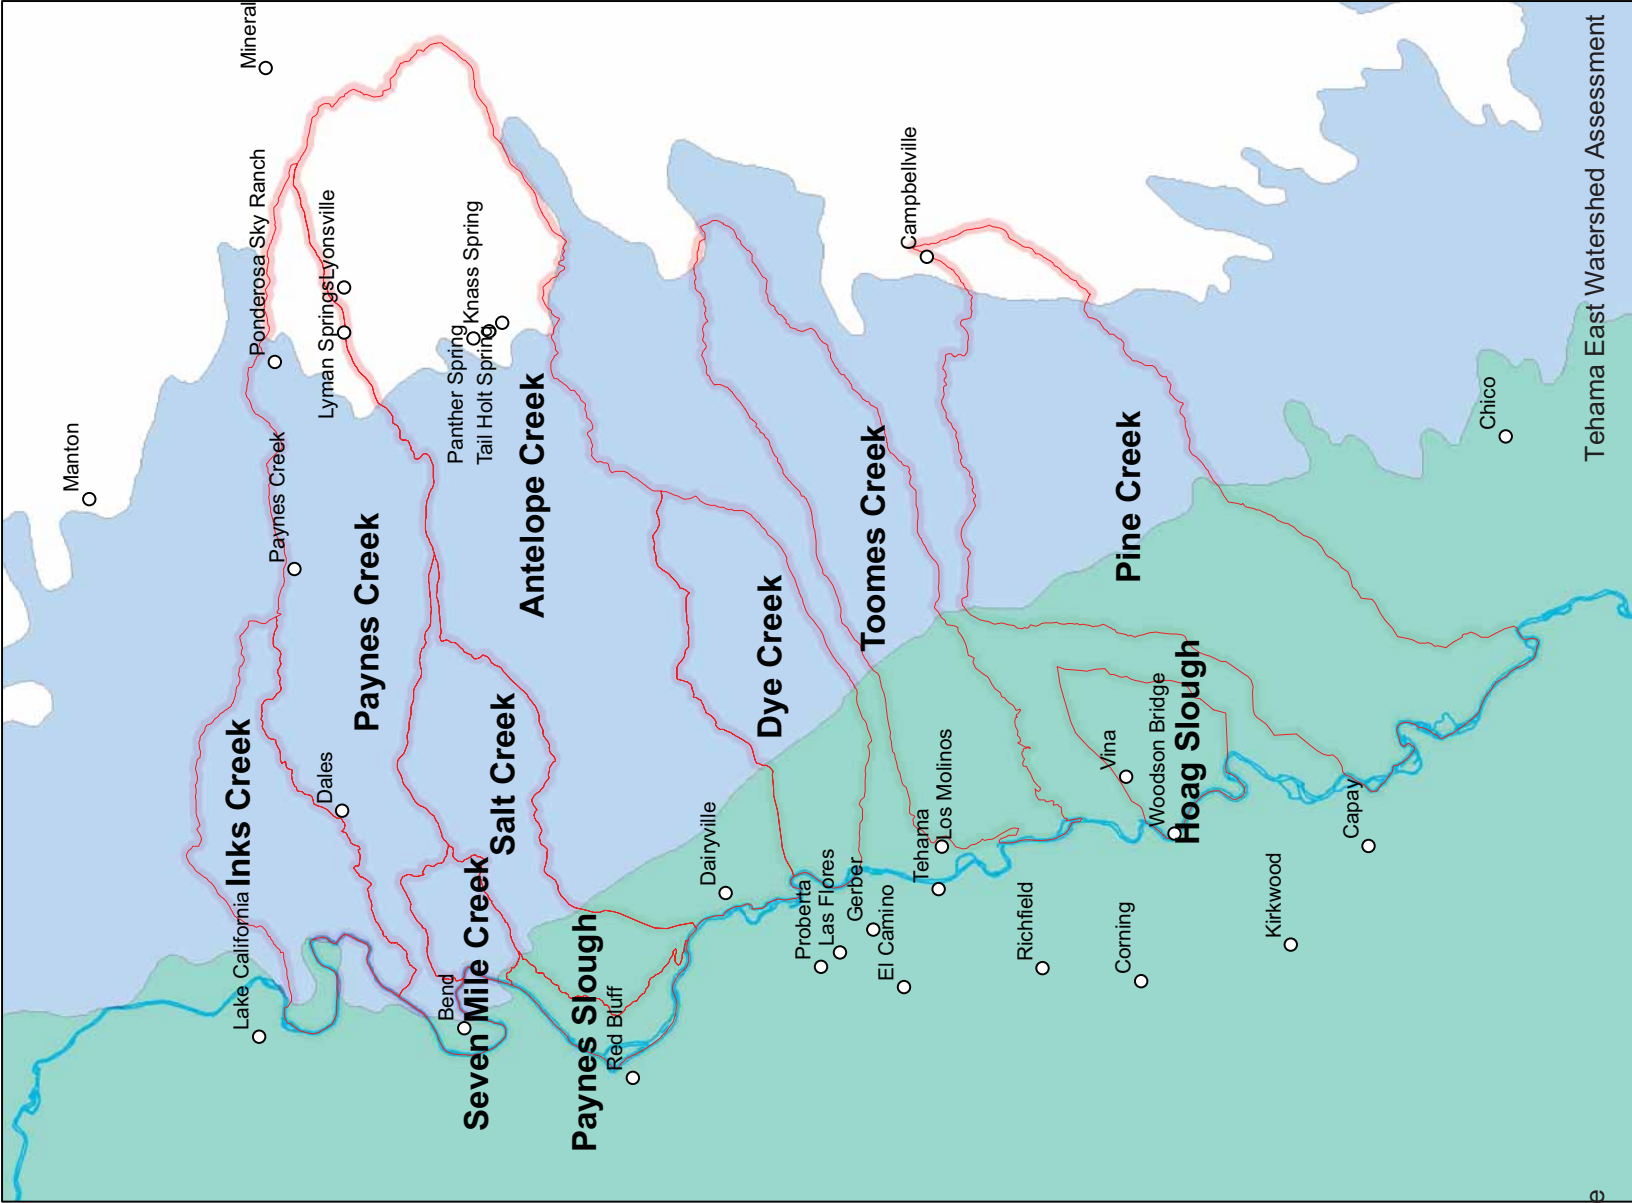 Mineral
Manton
Ponderosa Sky Ranch
Lyonsville
Lyman Springs
Knass Spring
Panther Spring
Tail Holt Spring
Campbellville
Paynes Creek
Paynes Creek
Antelope Creek
Inks Creek
Dales
Salt Creek
Dye Creek
Toomes Creek
Pine Creek
Chico
Lake California
Bend
Seven Mile Creek
Paynes Slough
Red Bluff
Dairyville
Proberta
Las Flores
Gerber
El Camino
Tehama
Los Molinos
Vina
Woodson Bridge
Hoag Slough
Richfield
Corning
Kirkwood
Capay
Tehama East Watershed Assessment
e